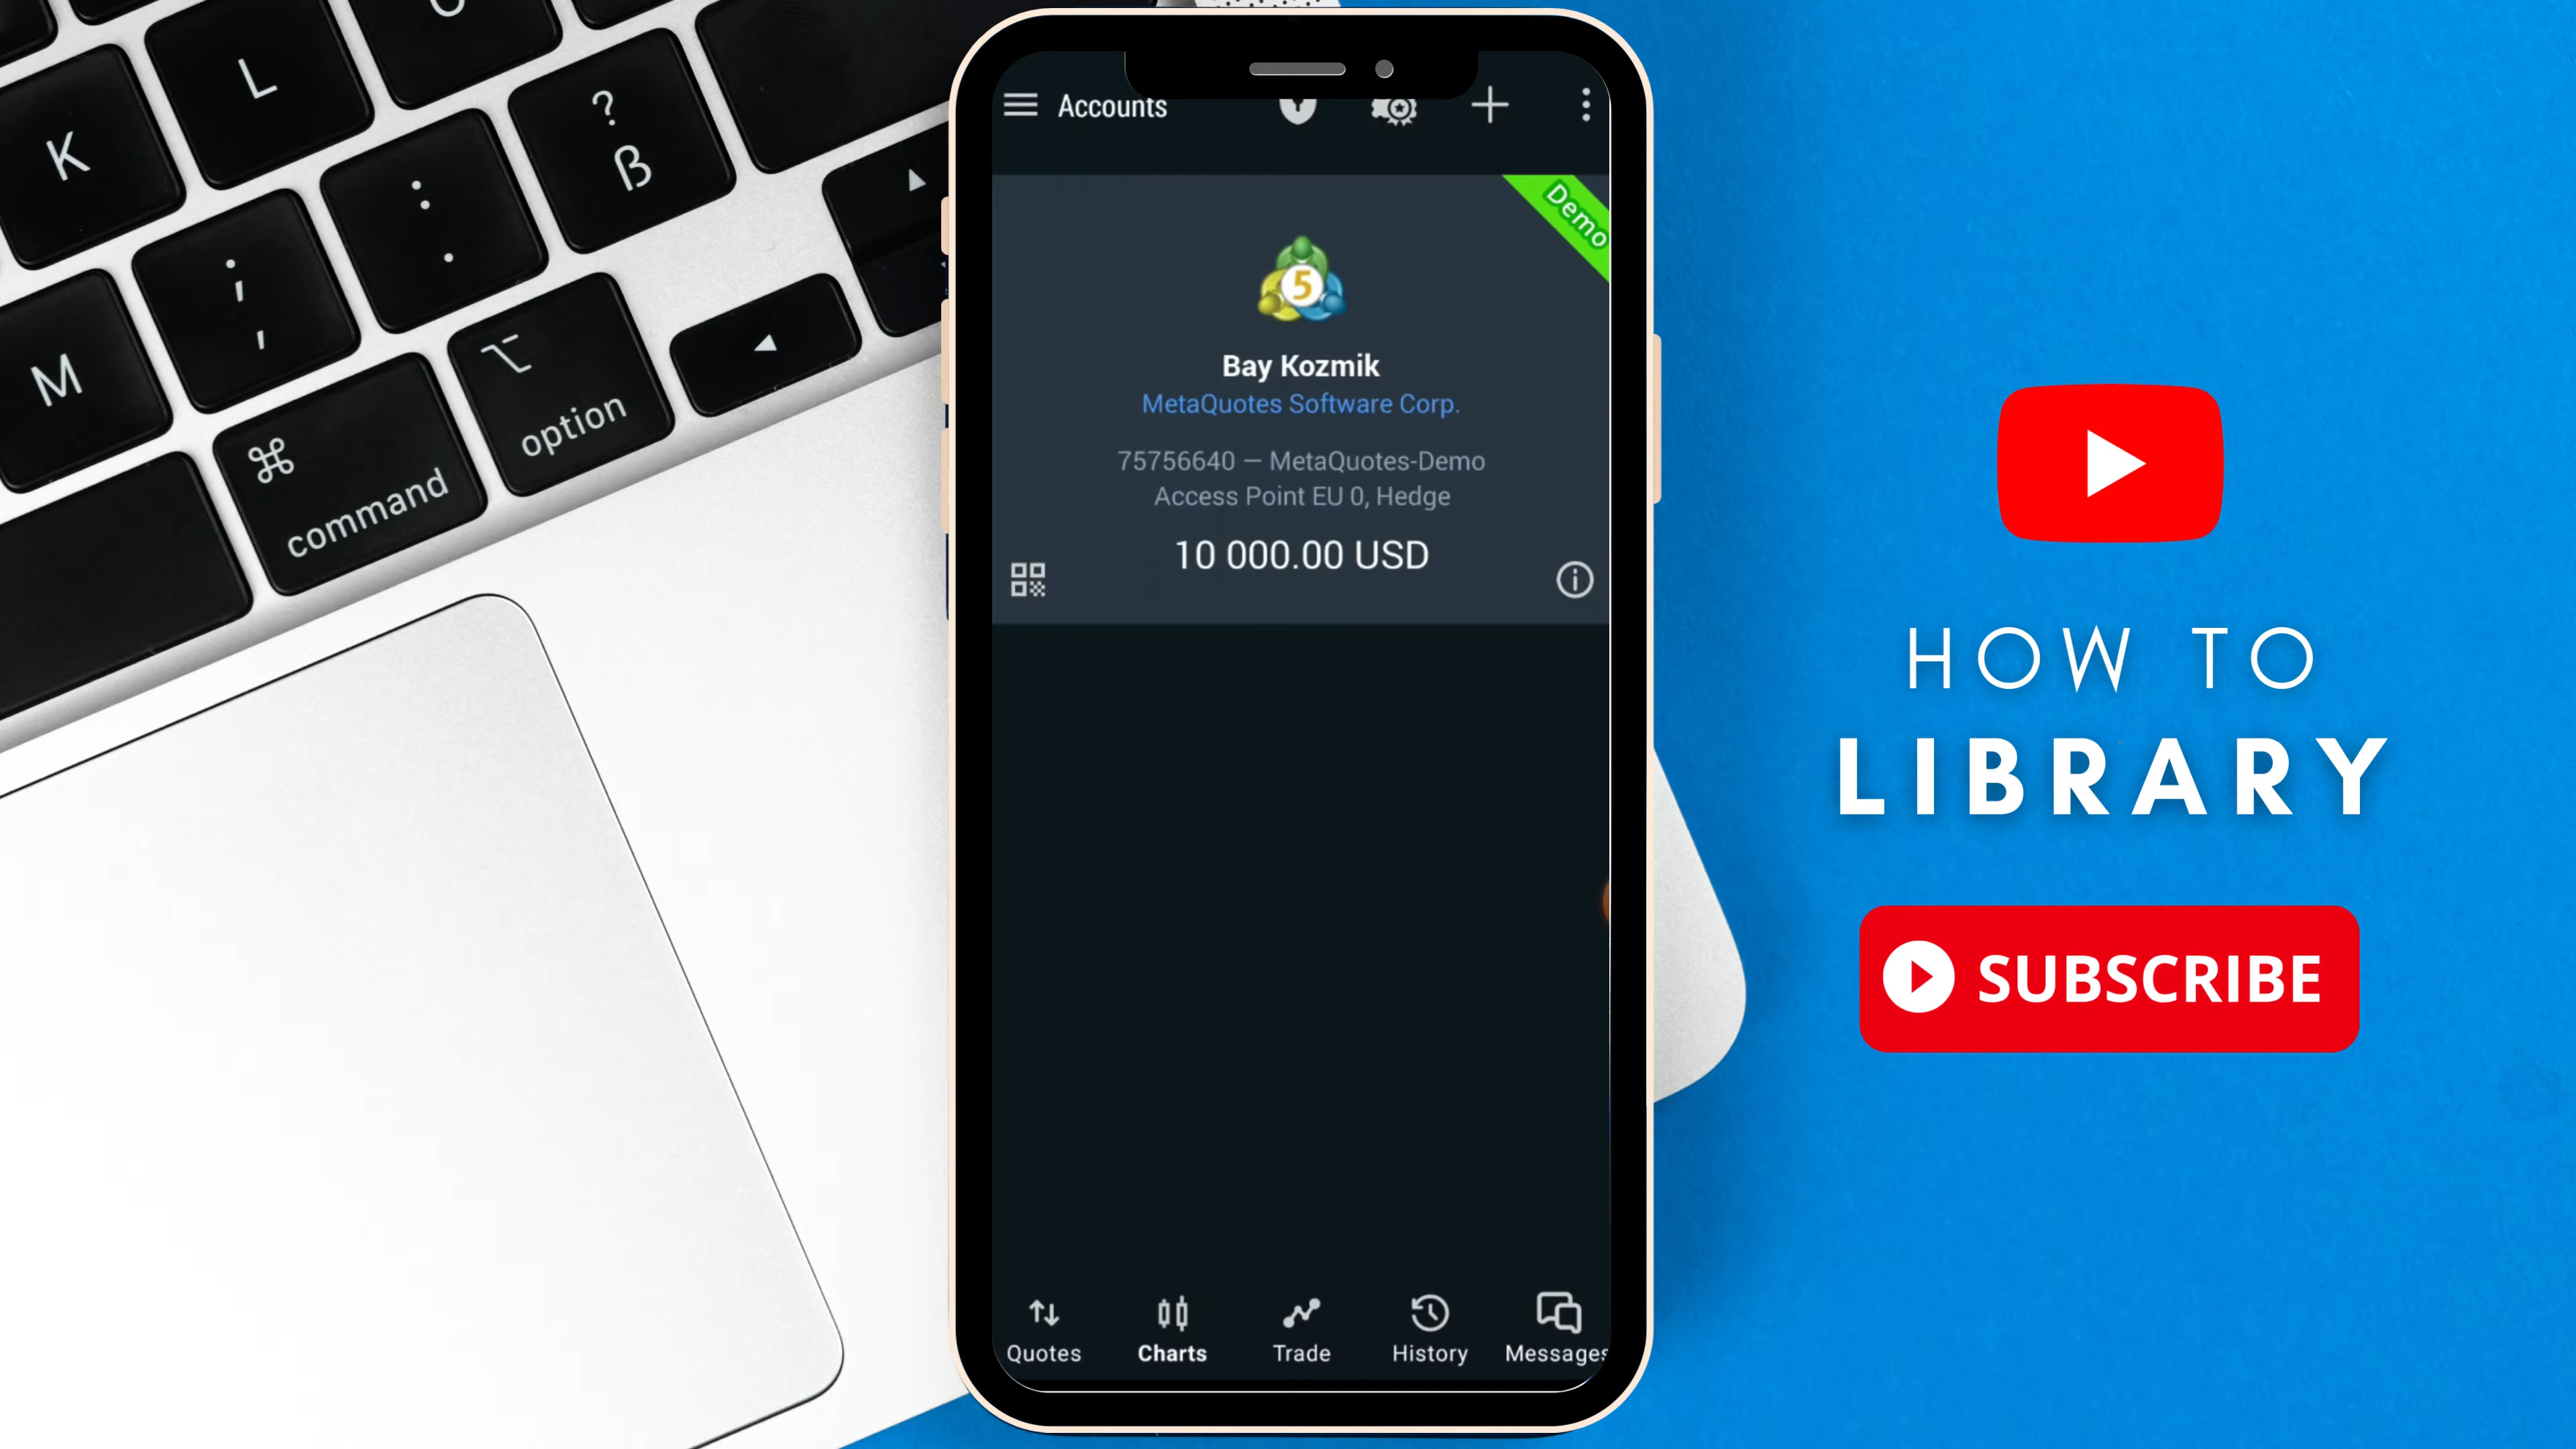 K
L
?
ß
:
.
;
,
M
⌥
option
⌘
command
Accounts
Demo
5
Bay Kozmik
MetaQuotes Software Corp.
75756640 — MetaQuotes-Demo
Access Point EU 0, Hedge
10 000.00 USD
Quotes
Charts
Trade
History
Messages
HOW TO
LIBRARY
SUBSCRIBE